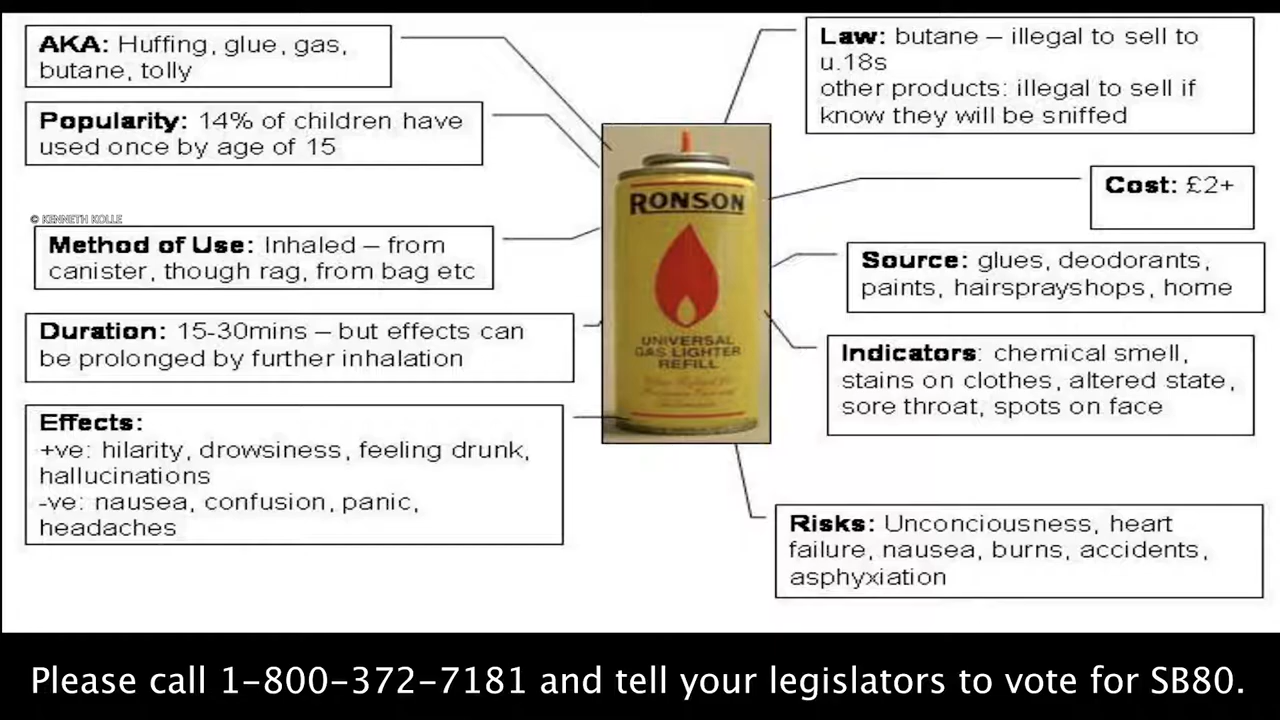 AKA: Huffing, glue, gas,
butane, tolly
Popularity: 14% of children have
used once by age of 15
© KENNETH KOLLE
Method of Use: Inhaled – from
canister, though rag, from bag etc
Duration: 15-30mins – but effects can
be prolonged by further inhalation
Effects:
+ve: hilarity, drowsiness, feeling drunk,
hallucinations
-ve: nausea, confusion, panic,
headaches
RONSON
UNIVERSAL
GAS LIGHTER
REFILL
Law: butane – illegal to sell to
u.18s
other products: illegal to sell if
know they will be sniffed
Cost: £2+
Source: glues, deodorants,
paints, hairsprayshops, home
Indicators: chemical smell,
stains on clothes, altered state,
sore throat, spots on face
Risks: Unconciousness, heart
failure, nausea, burns, accidents,
asphyxiation
Please call 1-800-372-7181 and tell your legislators to vote for SB80.